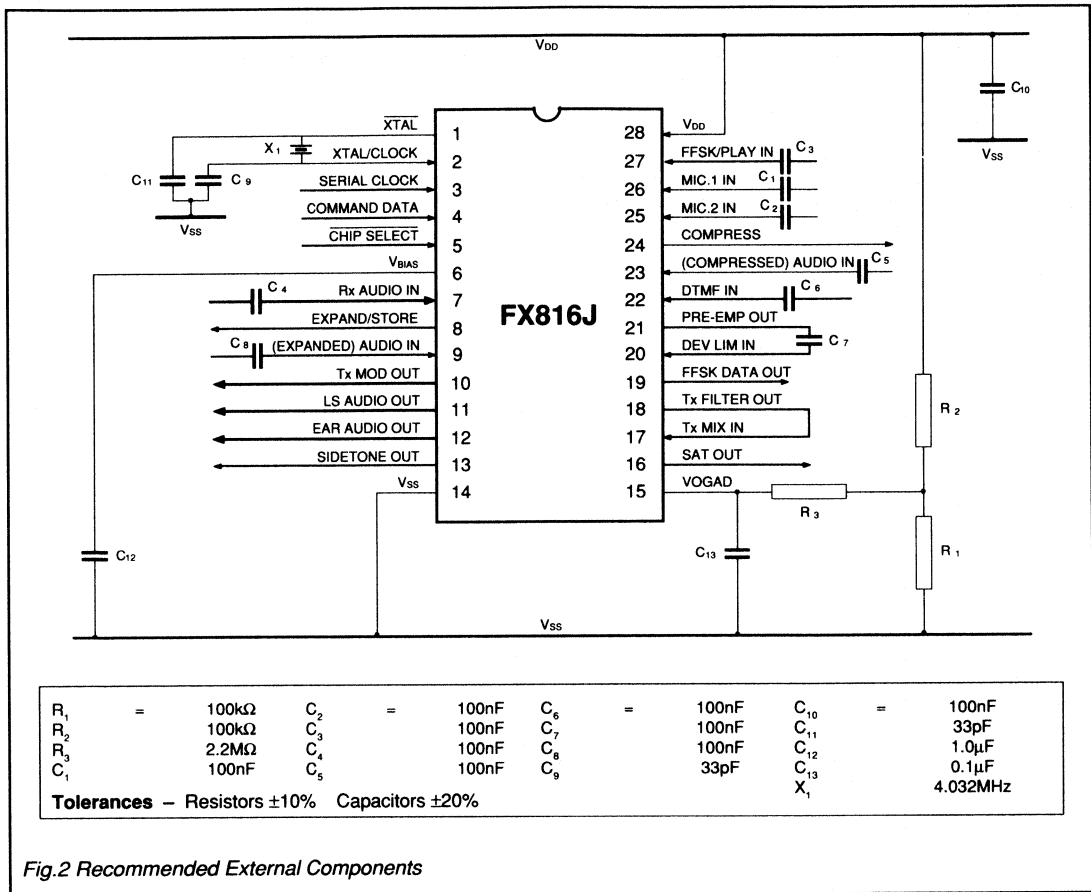 VDD
C10
VSS
XTAL
X1
XTAL/CLOCK
C11
C9
SERIAL CLOCK
COMMAND DATA
VSS
CHIP SELECT
VBIAS
C4
Rx AUDIO IN
EXPAND/STORE
C8
(EXPANDED) AUDIO IN
Tx MOD OUT
LS AUDIO OUT
EAR AUDIO OUT
SIDETONE OUT
VSS
C12
1
2
3
4
5
6
7
8
9
10
11
12
13
14
FX816J
28
27
26
25
24
23
22
21
20
19
18
17
16
15
VDD
FFSK/PLAY IN
C3
MIC.1 IN
C1
MIC.2 IN
C2
COMPRESS
(COMPRESSED) AUDIO IN
C5
DTMF IN
C6
PRE-EMP OUT
C7
DEV LIM IN
FFSK DATA OUT
Tx FILTER OUT
Tx MIX IN
SAT OUT
VOGAD
R2
R3
C13
R1
VSS
R1 = 100kΩ C2 = 100nF C6 = 100nF C10 = 100nF
R2 100kΩ C3 100nF C7 100nF C11 33pF
R3 2.2MΩ C4 100nF C8 100nF C12 1.0µF
C1 100nF C5 100nF C9 33pF C13 0.1µF
X1 4.032MHz
Tolerances – Resistors ±10% Capacitors ±20%
Fig.2 Recommended External Components